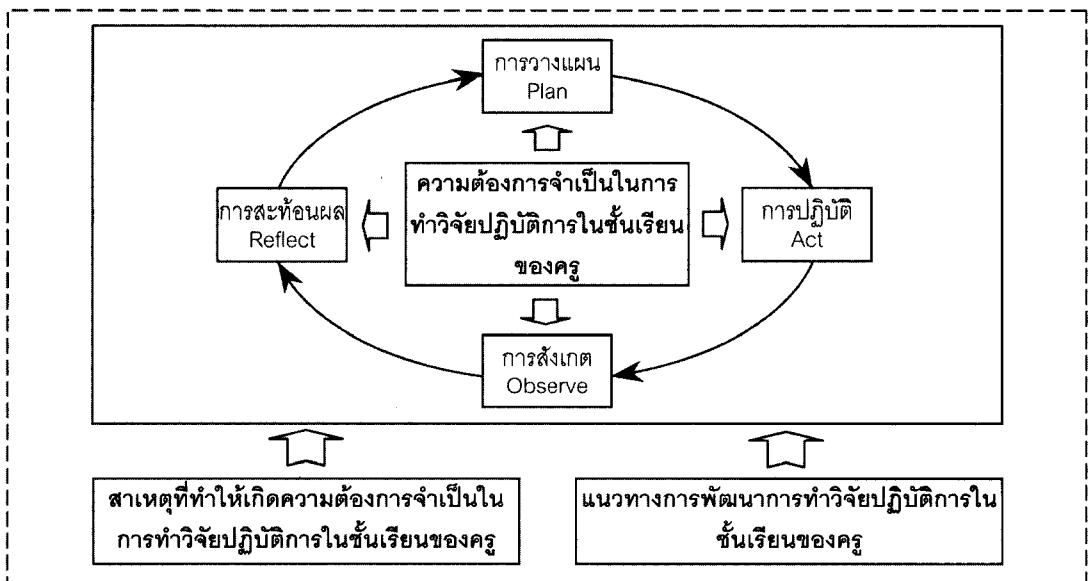 การวางแผน
Plan
ความต้องการจำเป็นในการ
ทำวิจัยปฏิบัติการในชั้นเรียน
ของครู
การสะท้อนผล
Reflect
การปฏิบัติ
Act
การสังเกต
Observe
สาเหตุที่ทำให้เกิดความต้องการจำเป็นใน
การทำวิจัยปฏิบัติการในชั้นเรียนของครู
แนวทางการพัฒนาการทำวิจัยปฏิบัติการใน
ชั้นเรียนของครู